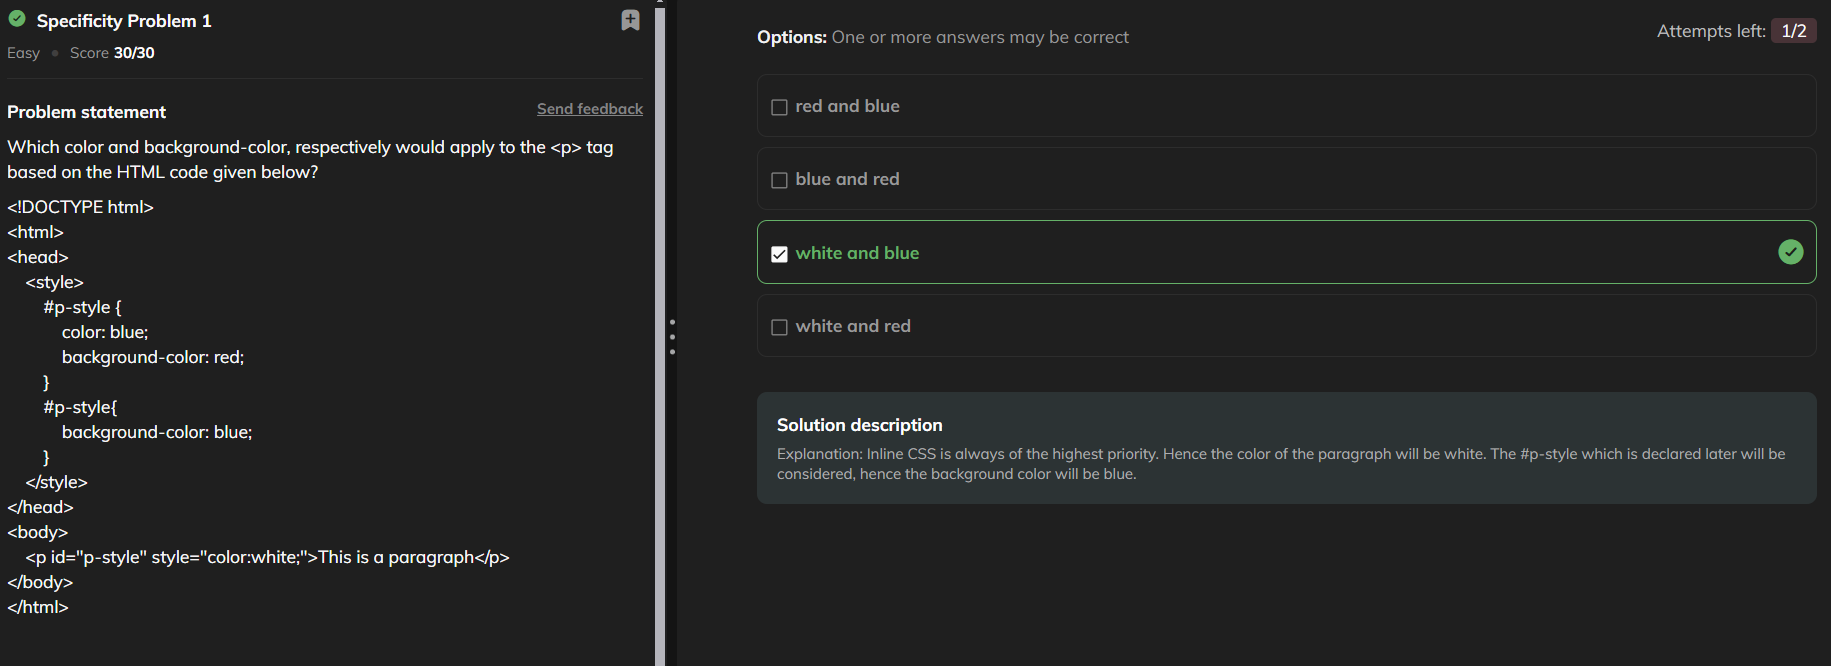 Specificity Problem 1
Easy • Score 30/30
Problem statement
Send feedback
Which color and background-color, respectively would apply to the <p> tag
based on the HTML code given below?
<!DOCTYPE html>
<html>
<head>
<style>
#p-style {
color: blue;
background-color: red;
}
#p-style{
background-color: blue;
}
</style>
</head>
<body>
<p id="p-style" style="color:white;">This is a paragraph</p>
</body>
</html>
Options: One or more answers may be correct
Attempts left: 1/2
red and blue
blue and red
white and blue
white and red
Solution description
Explanation: Inline CSS is always of the highest priority. Hence the color of the paragraph will be white. The #p-style which is declared later will be
considered, hence the background color will be blue.